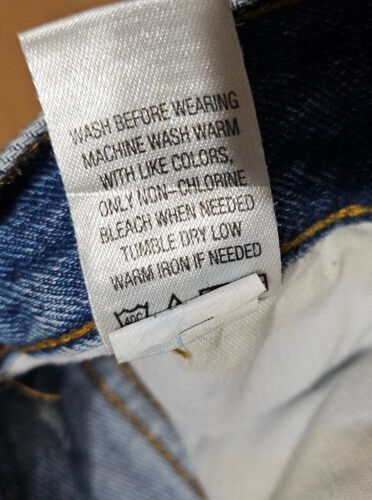 WASH BEFORE WEARING
MACHINE WASH WARM
WITH LIKE COLORS,
ONLY NON-CHLORINE
BLEACH WHEN NEEDED
TUMBLE DRY LOW
WARM IRON IF NEEDED
40C